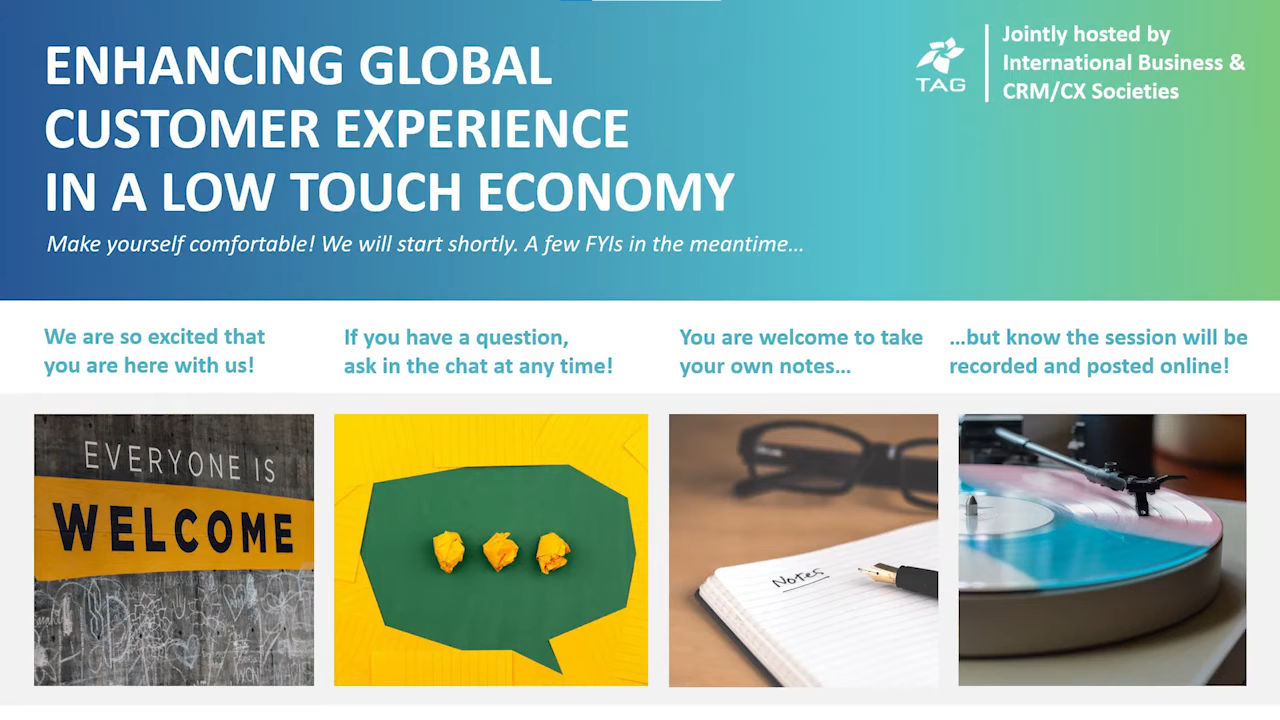 ENHANCING GLOBAL
CUSTOMER EXPERIENCE
IN A LOW TOUCH ECONOMY
Make yourself comfortable! We will start shortly. A few FYIs in the meantime...
TAG
Jointly hosted by
International Business &
CRM/CX Societies
We are so excited that
you are here with us!
If you have a question,
ask in the chat at any time!
You are welcome to take
your own notes...
...but know the session will be
recorded and posted online!
EVERYONE IS
WELCOME
Notes